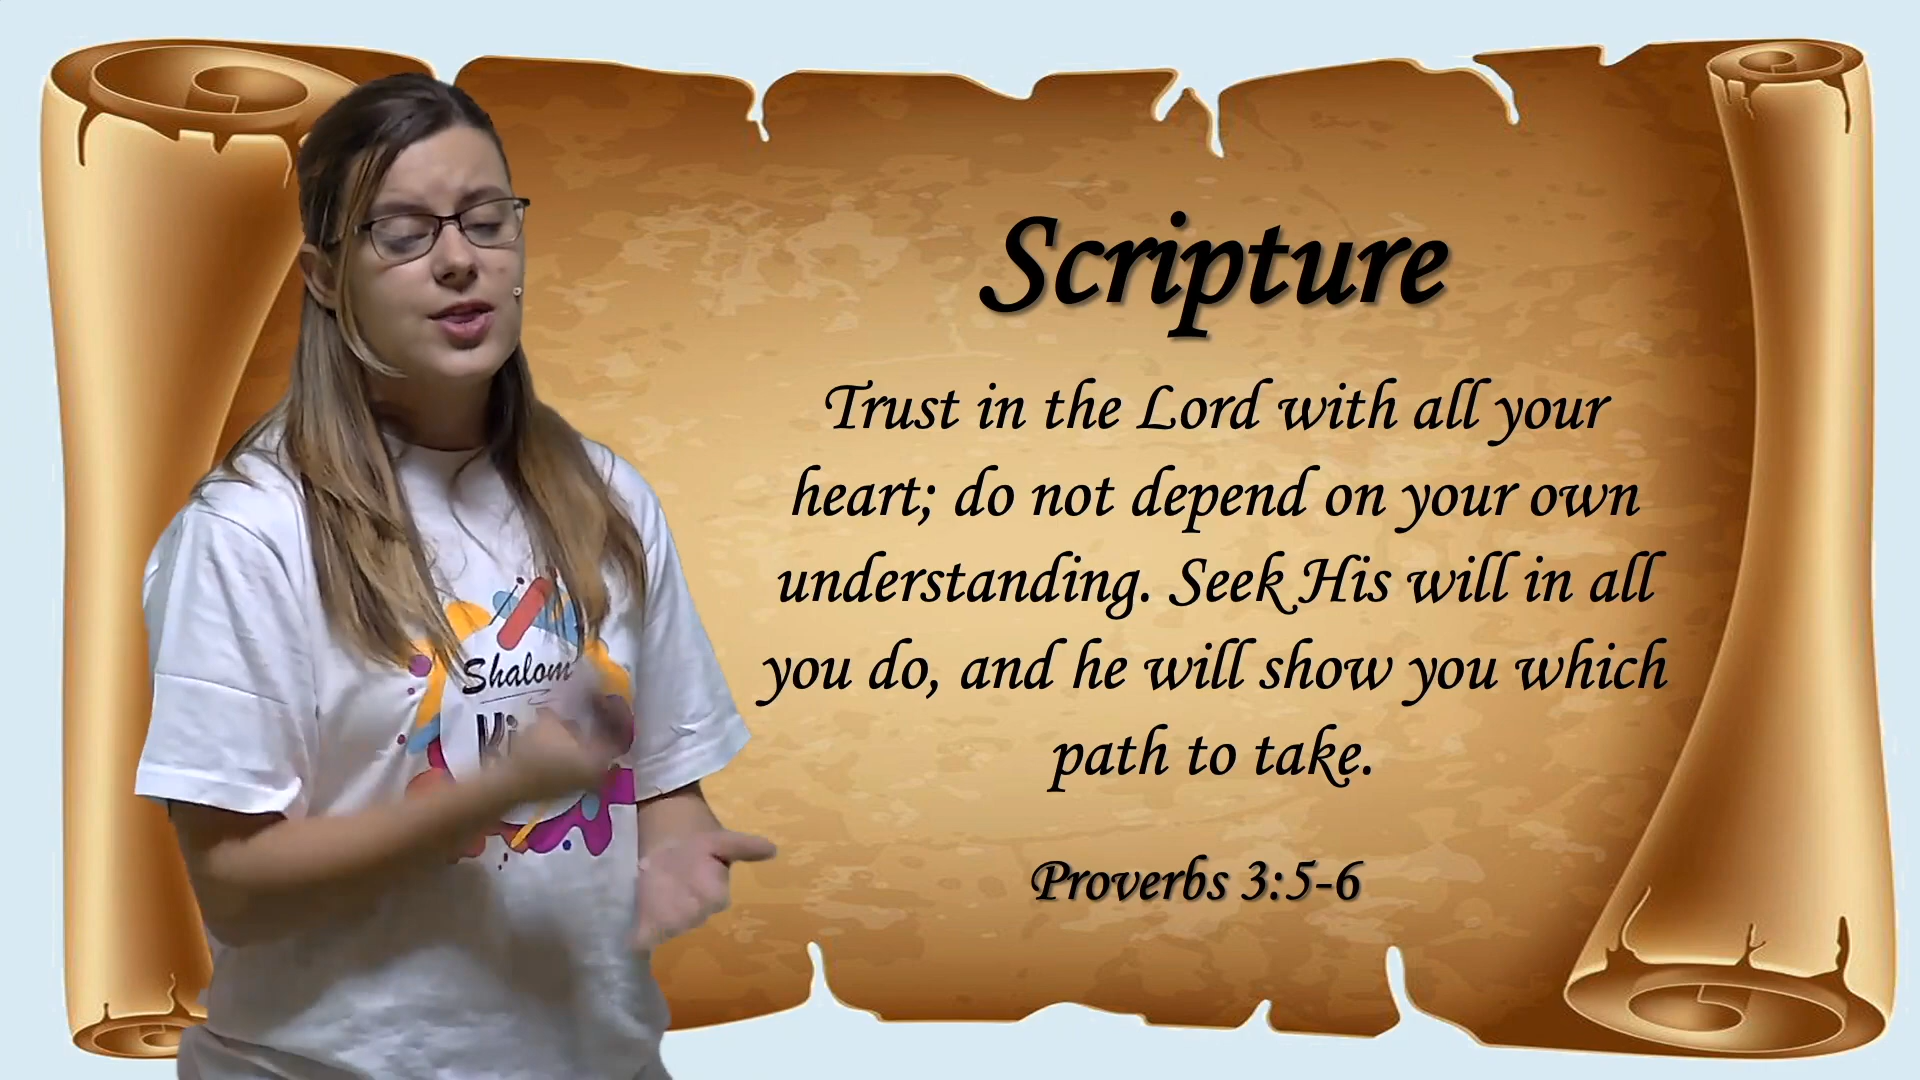 Scripture
Trust in the Lord with all your
heart; do not depend on your own
understanding. Seek His will in all
you do, and he will show you which
path to take.
Proverbs 3:5-6
Shalom